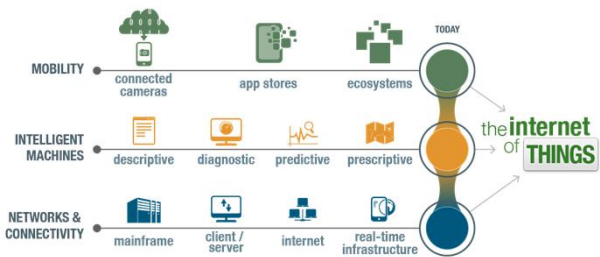 TODAY
MOBILITY
connected
cameras
app stores
ecosystems
INTELLIGENT
MACHINES
descriptive
diagnostic
predictive
prescriptive
the internet
of THINGS
NETWORKS &
CONNECTIVITY
mainframe
client /
server
internet
real-time
infrastructure